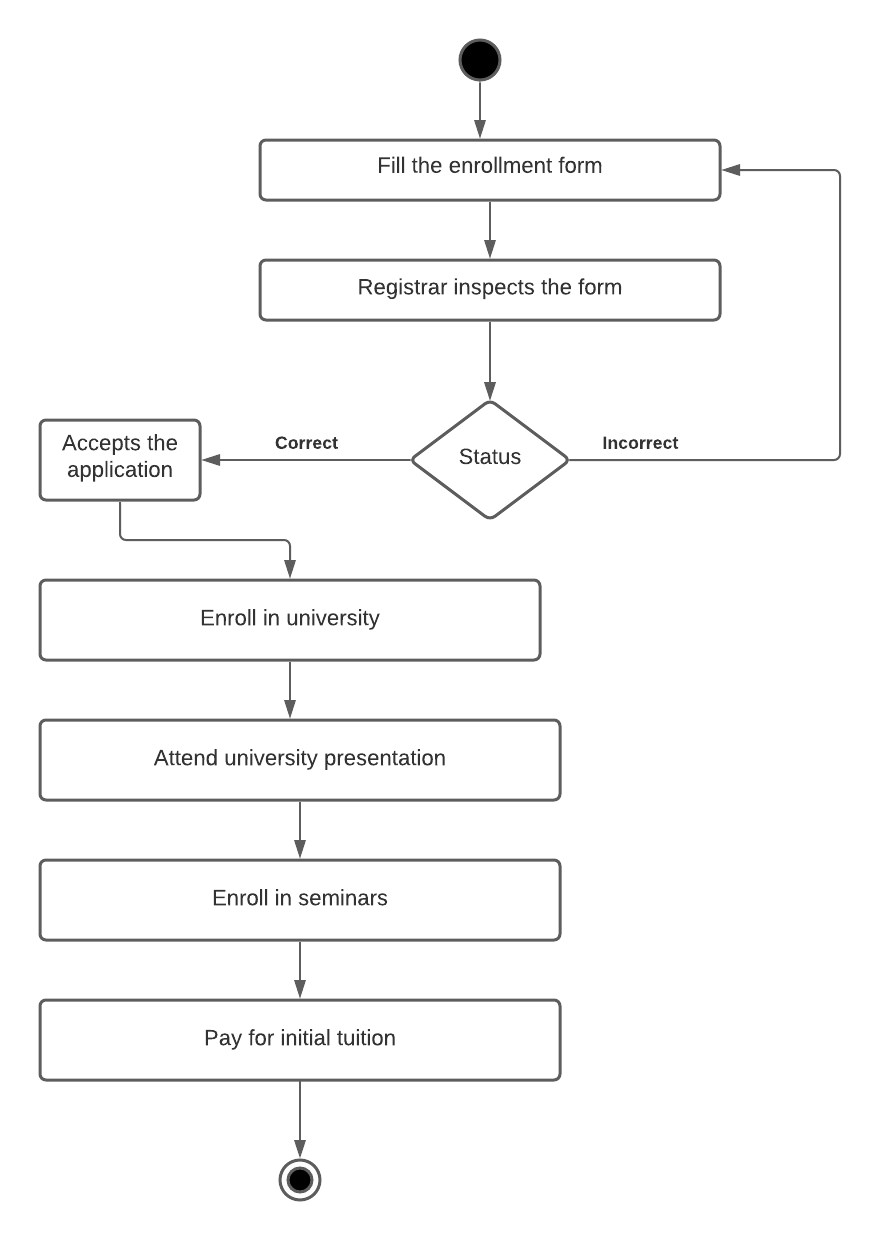 Fill the enrollment form
Registrar inspects the form
Status
Correct
Incorrect
Accepts the
application
Enroll in university
Attend university presentation
Enroll in seminars
Pay for initial tuition